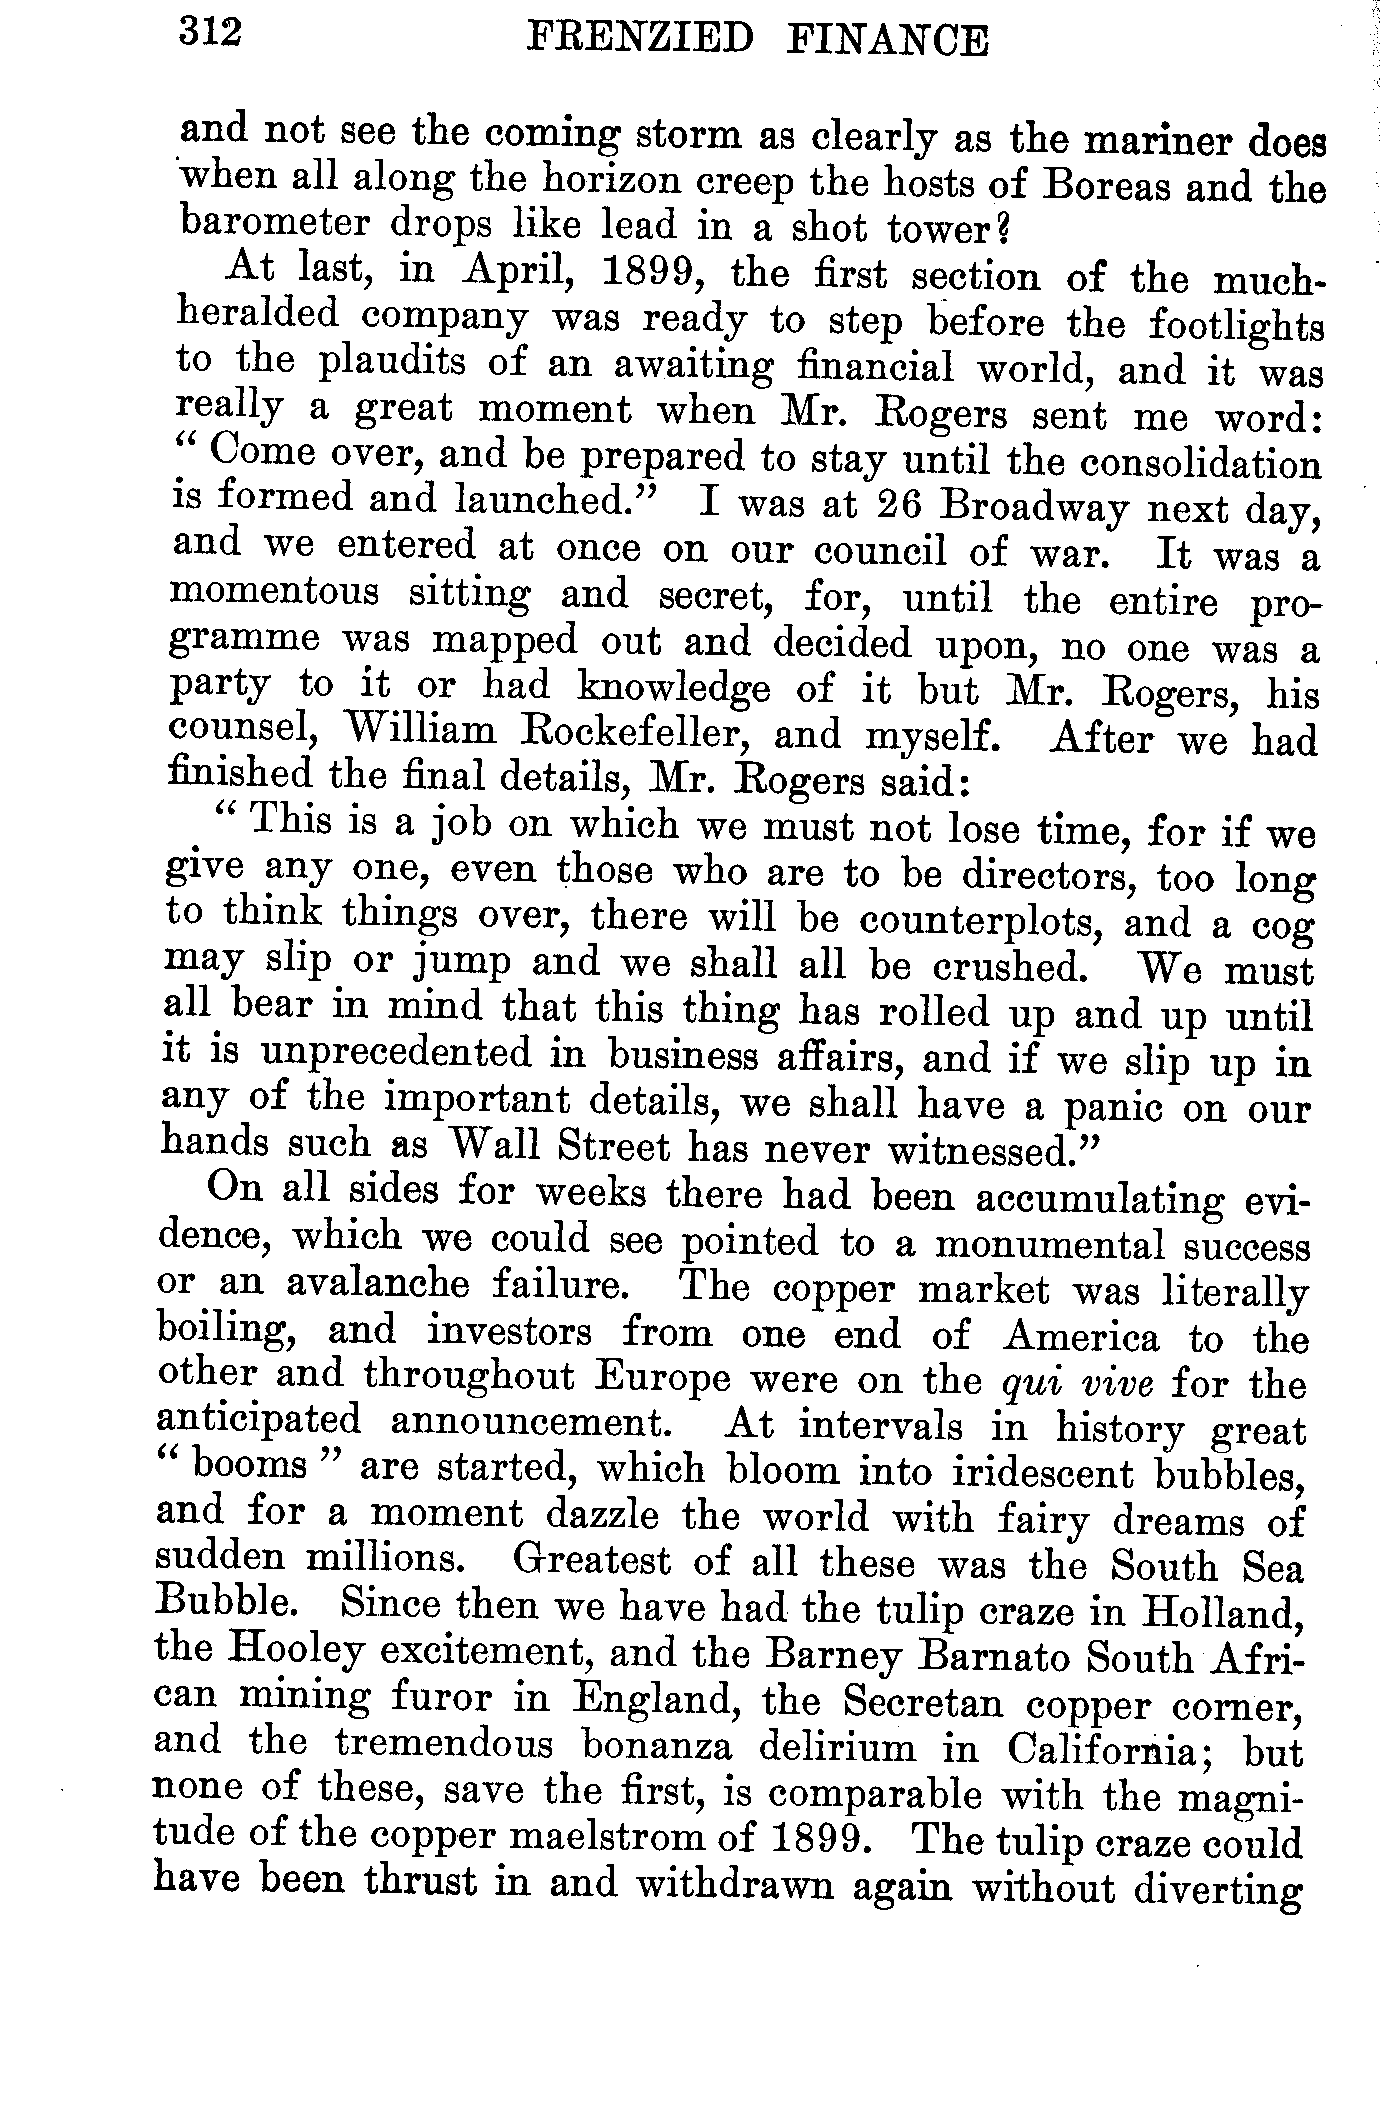 312 FRENZIED FINANCE
and not see the coming storm as clearly as the mariner does
when all along the horizon creep the hosts of Boreas and the
barometer drops like lead in a shot tower?
At last, in April, 1899, the first section of the much-
heralded company was ready to step before the footlights
to the plaudits of an awaiting financial world, and it was
really a great moment when Mr. Rogers sent me word:
“ Come over, and be prepared to stay until the consolidation
is formed and launched.” I was at 26 Broadway next day,
and we entered at once on our council of war. It was a
momentous sitting and secret, for, until the entire pro-
gramme was mapped out and decided upon, no one was a
party to it or had knowledge of it but Mr. Rogers, his
counsel, William Rockefeller, and myself. After we had
finished the final details, Mr. Rogers said:
“ This is a job on which we must not lose time, for if we
give any one, even those who are to be directors, too long
to think things over, there will be counterplots, and a cog
may slip or jump and we shall all be crushed. We must
all bear in mind that this thing has rolled up and up until
it is unprecedented in business affairs, and if we slip up in
any of the important details, we shall have a panic on our
hands such as Wall Street has never witnessed.”
On all sides for weeks there had been accumulating evi-
dence, which we could see pointed to a monumental success
or an avalanche failure. The copper market was literally
boiling, and investors from one end of America to the
other and throughout Europe were on the qui vive for the
anticipated announcement. At intervals in history great
“ booms ” are started, which bloom into iridescent bubbles,
and for a moment dazzle the world with fairy dreams of
sudden millions. Greatest of all these was the South Sea
Bubble. Since then we have had the tulip craze in Holland,
the Hooley excitement, and the Barney Barnato South Afri-
can mining furor in England, the Secretan copper corner,
and the tremendous bonanza delirium in California; but
none of these, save the first, is comparable with the magni-
tude of the copper maelstrom of 1899. The tulip craze could
have been thrust in and withdrawn again without diverting